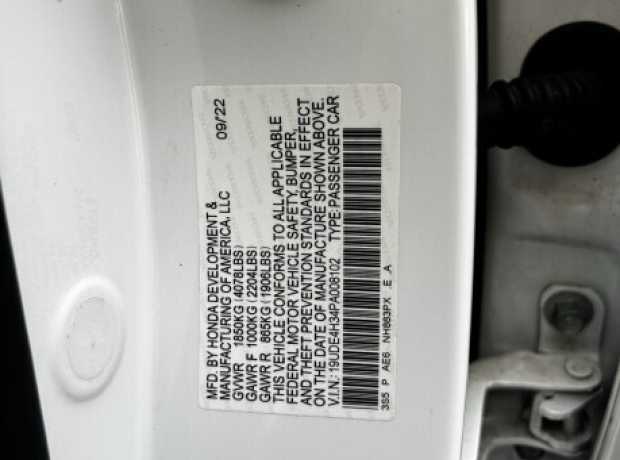 MFD. BY HONDA DEVELOPMENT &
MANUFACTURING OF AMERICA, LLC 09/22
GVWR 1850KG (4078LBS)
GAWR F 1000KG (2204LBS)
GAWR R 865KG (1906LBS)
THIS VEHICLE CONFORMS TO ALL APPLICABLE
FEDERAL MOTOR VEHICLE SAFETY, BUMPER,
AND THEFT PREVENTION STANDARDS IN EFFECT
ON THE DATE OF MANUFACTURE SHOWN ABOVE.
V.I.N.: 19UDE4H34PA008102 TYPE:PASSENGER CAR
3S5 P AE6 NH883PX E A